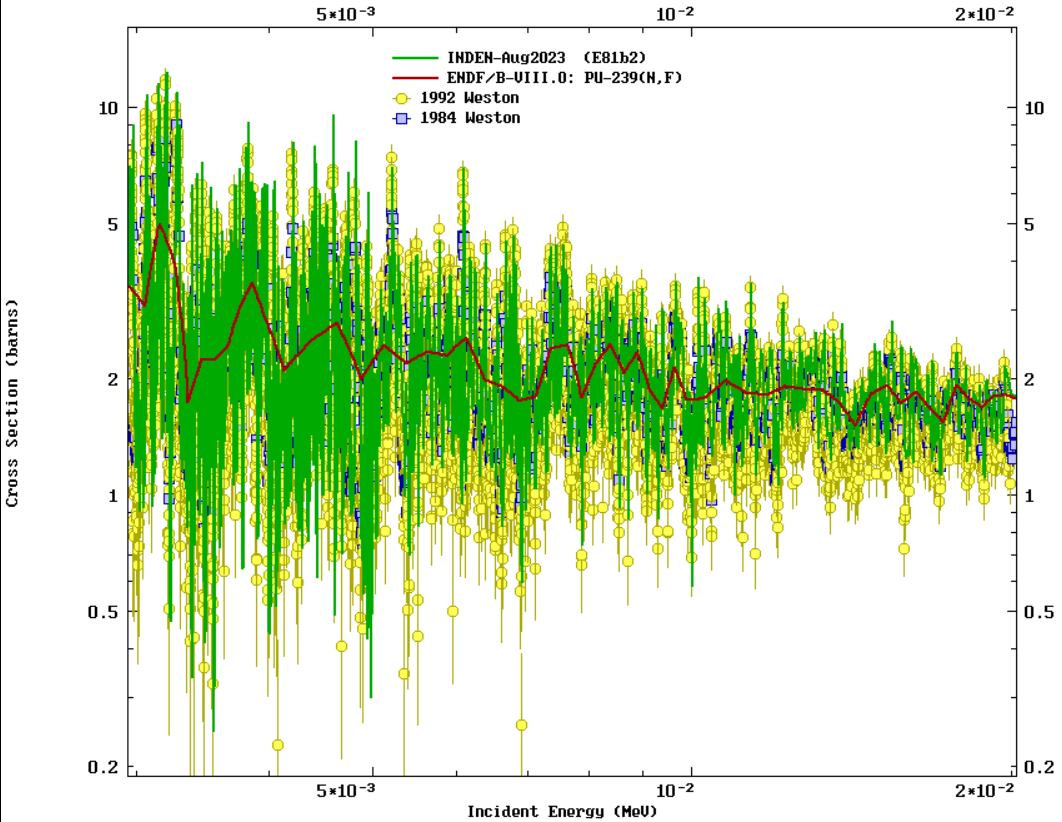 5*10⁻³ 10⁻² 2*10⁻²
INDEN-Aug2023 (E81b2)
ENDF/B-VIII.0: PU-239(N,F)
1992 Weston
1984 Weston
10 10
5 5
2 2
1 1
0.5 0.5
0.2 0.2
Cross Section (barns)
5*10⁻³ 10⁻² 2*10⁻²
Incident Energy (MeV)